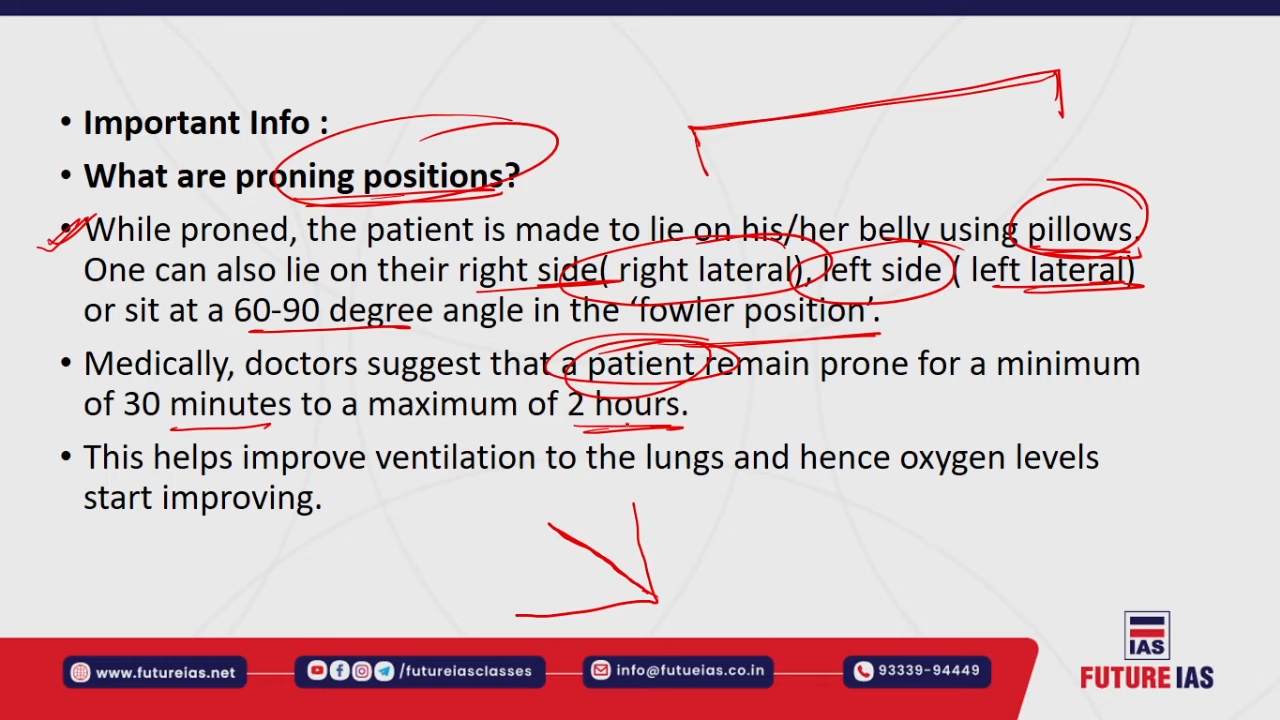 • Important Info :
• What are proning positions?
• While proned, the patient is made to lie on his/her belly using pillows.
One can also lie on their right side( right lateral), left side ( left lateral)
or sit at a 60-90 degree angle in the ‘fowler position’.
• Medically, doctors suggest that a patient remain prone for a minimum
of 30 minutes to a maximum of 2 hours.
• This helps improve ventilation to the lungs and hence oxygen levels
start improving.
IAS
www.futureias.net
/futureiasclasses
info@futueias.co.in
93339-94449
FUTURE IAS